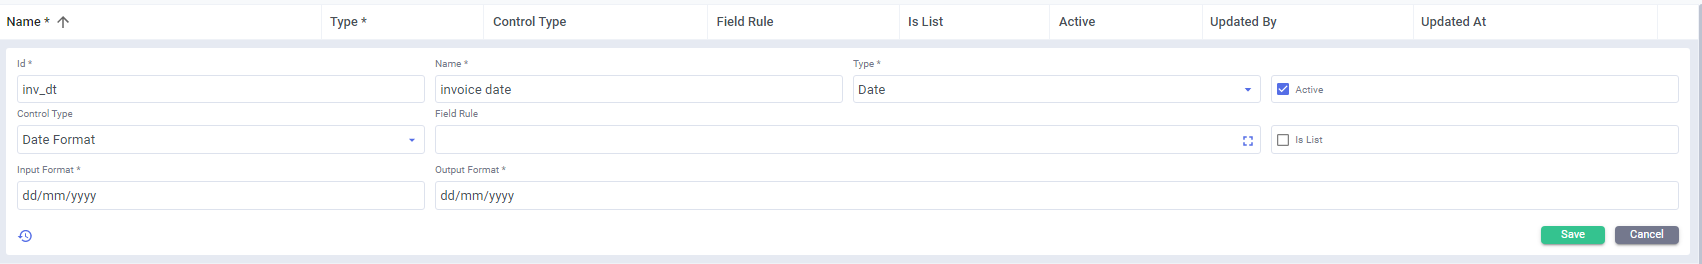 Name * Type * Control Type Field Rule Is List Active Updated By Updated At
Id * Name * Type *
inv_dt invoice date Date Active
Control Type Field Rule
Date Format Is List
Input Format * Output Format *
dd/mm/yyyy dd/mm/yyyy
Save Cancel